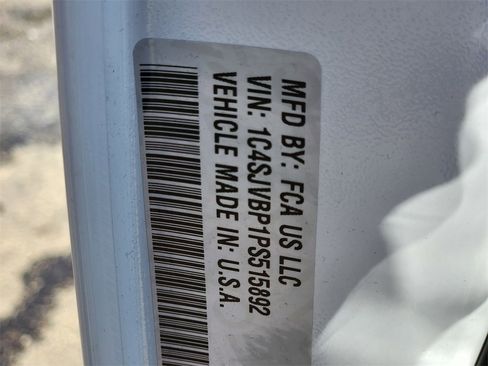 MFD BY: FCA US LLC
VIN: 1C4SJVBP1PS515892
VEHICLE MADE IN: U.S.A.